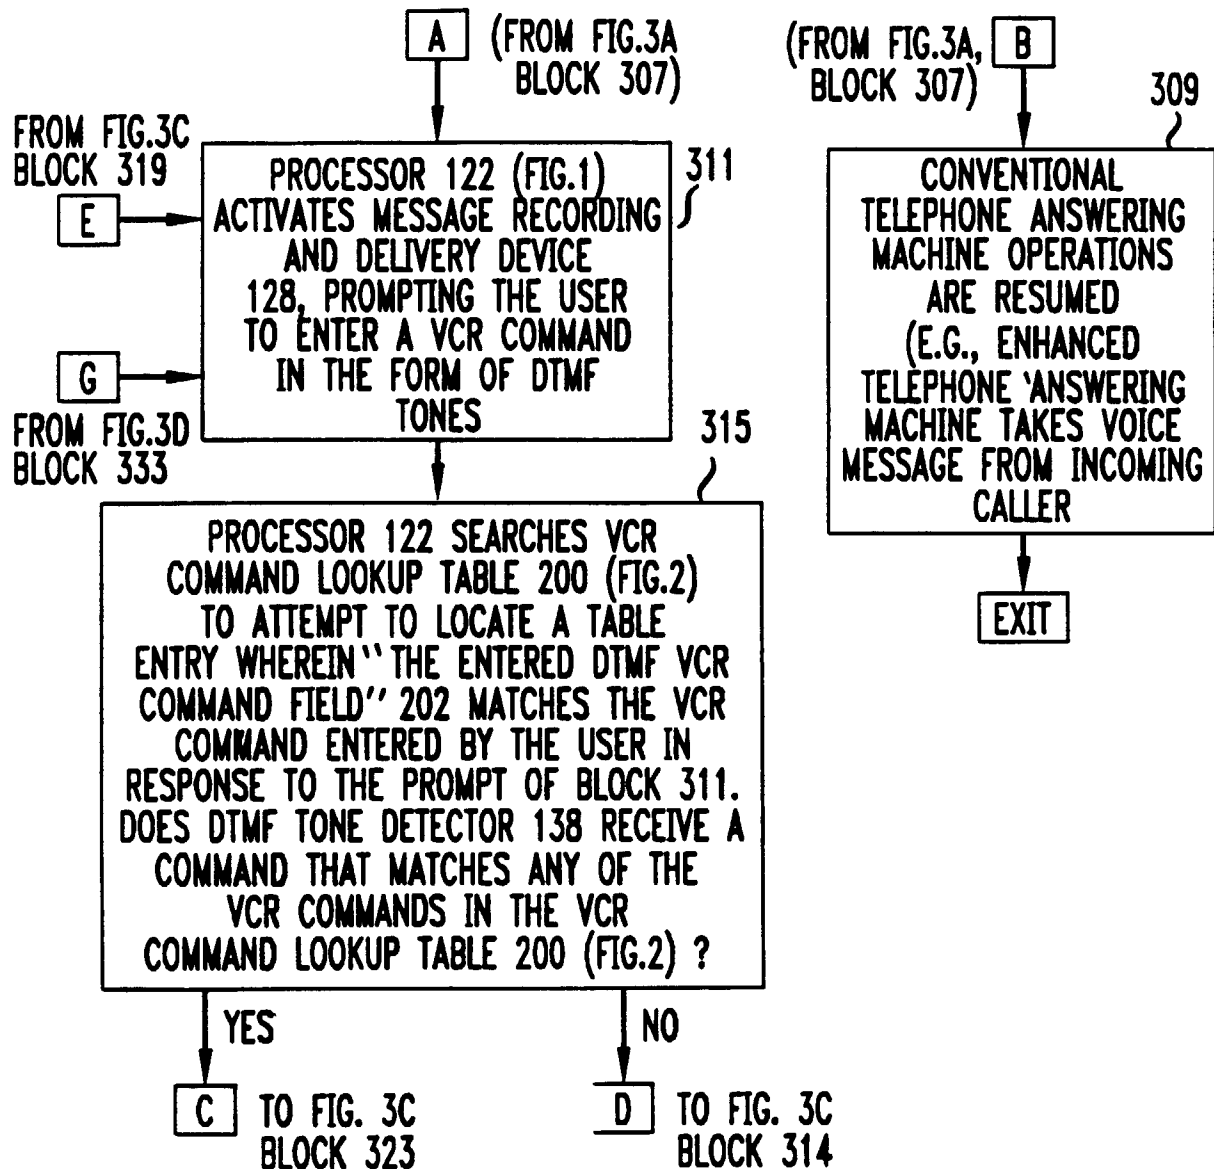 A
(FROM FIG.3A
BLOCK 307)
FROM FIG.3C
BLOCK 319
E
311
PROCESSOR 122 (FIG.1)
ACTIVATES MESSAGE RECORDING
AND DELIVERY DEVICE
128, PROMPTING THE USER
TO ENTER A VCR COMMAND
IN THE FORM OF DTMF
TONES
G
FROM FIG.3D
BLOCK 333
315
PROCESSOR 122 SEARCHES VCR
COMMAND LOOKUP TABLE 200 (FIG.2)
TO ATTEMPT TO LOCATE A TABLE
ENTRY WHEREIN "THE ENTERED DTMF VCR
COMMAND FIELD" 202 MATCHES THE VCR
COMMAND ENTERED BY THE USER IN
RESPONSE TO THE PROMPT OF BLOCK 311.
DOES DTMF TONE DETECTOR 138 RECEIVE A
COMMAND THAT MATCHES ANY OF THE
VCR COMMANDS IN THE VCR
COMMAND LOOKUP TABLE 200 (FIG.2) ?
YES
NO
C
TO FIG. 3C
BLOCK 323
D
TO FIG. 3C
BLOCK 314
(FROM FIG.3A,
BLOCK 307)
B
309
CONVENTIONAL
TELEPHONE ANSWERING
MACHINE OPERATIONS
ARE RESUMED
(E.G., ENHANCED
TELEPHONE 'ANSWERING
MACHINE TAKES VOICE
MESSAGE FROM INCOMING
CALLER
EXIT